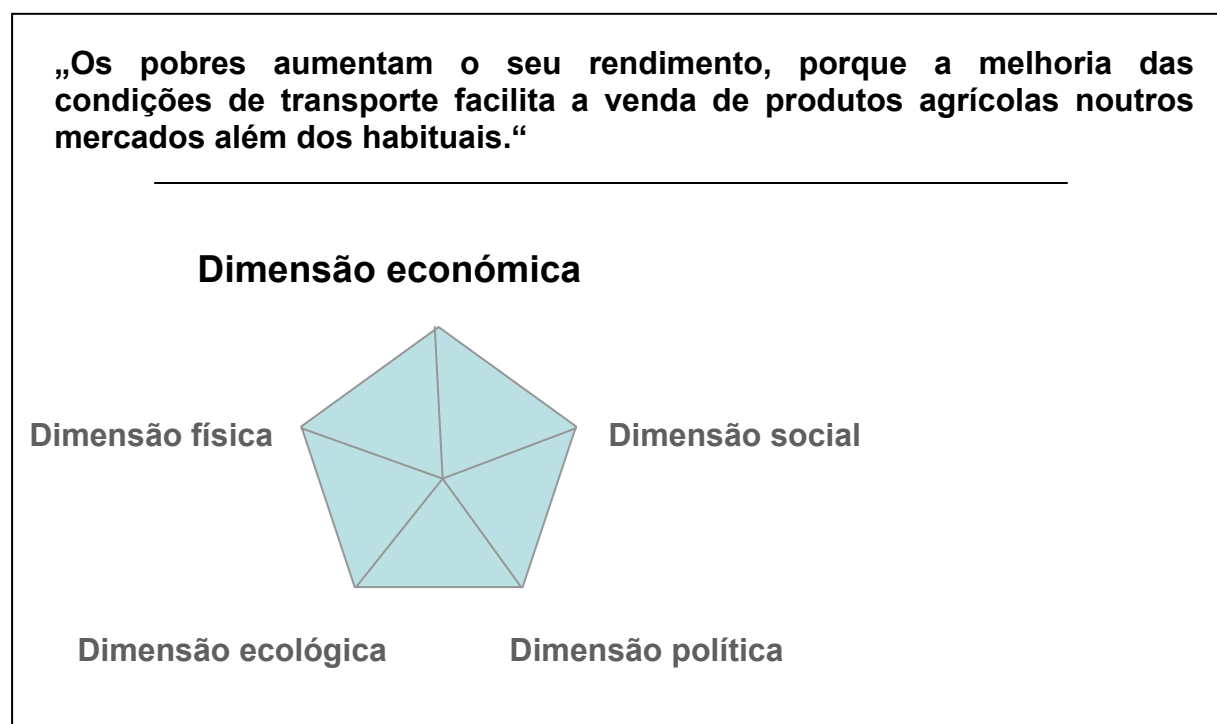 „Os pobres aumentam o seu rendimento, porque a melhoria das
condições de transporte facilita a venda de produtos agrícolas noutros
mercados além dos habituais.“
Dimensão económica
Dimensão física
Dimensão social
Dimensão ecológica
Dimensão política